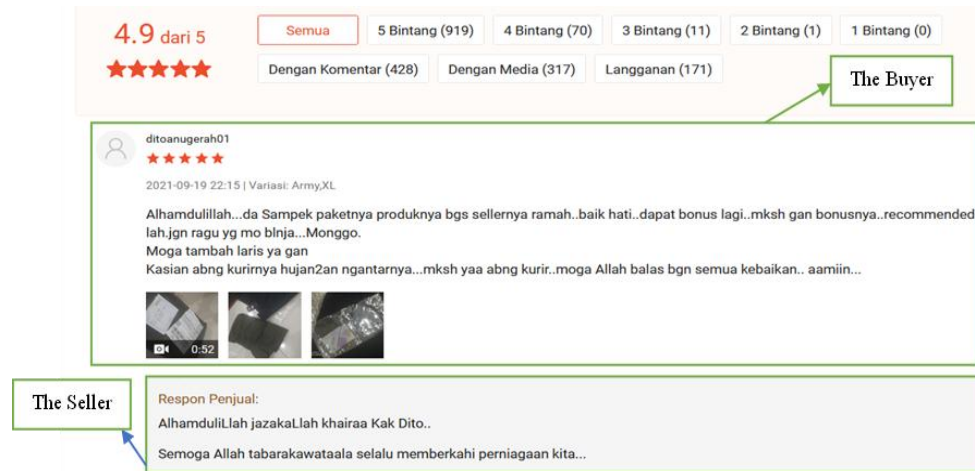 4.9 dari 5
Semua
5 Bintang (919)
4 Bintang (70)
3 Bintang (11)
2 Bintang (1)
1 Bintang (0)
Dengan Komentar (428)
Dengan Media (317)
Langganan (171)
The Buyer
ditoanugerah01
2021-09-19 22:15 | Variasi: Army,XL
Alhamdulillah...da Sampek paketnya produknya bgs sellernya ramah..baik hati..dapat bonus lagi..mksh gan bonusnya..recommended
lah.jgn ragu yg mo blnja...Monggo.
Moga tambah laris ya gan
Kasian abng kurirnya hujan2an ngantarnya...mksh yaa abng kurir..moga Allah balas bgn semua kebaikan.. aamiin...
0:52
The Seller
Respon Penjual:
AlhamduliLlah jazakaLlah khairaa Kak Dito..
Semoga Allah tabarakawataala selalu memberkahi perniagaan kita...